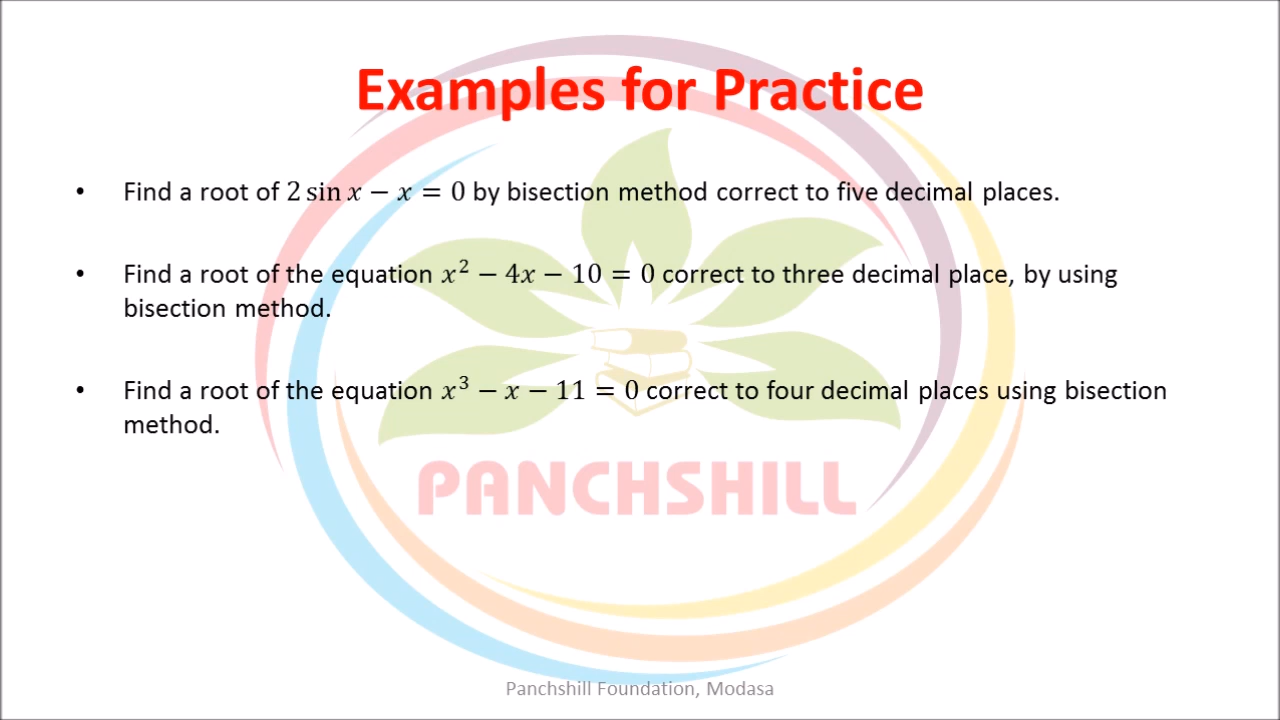 Examples for Practice
• Find a root of 2 sin x − x = 0 by bisection method correct to five decimal places.
• Find a root of the equation x² − 4x − 10 = 0 correct to three decimal place, by using
bisection method.
• Find a root of the equation x³ − x − 11 = 0 correct to four decimal places using bisection
method.
PANCHSHILL
Panchshill Foundation, Modasa